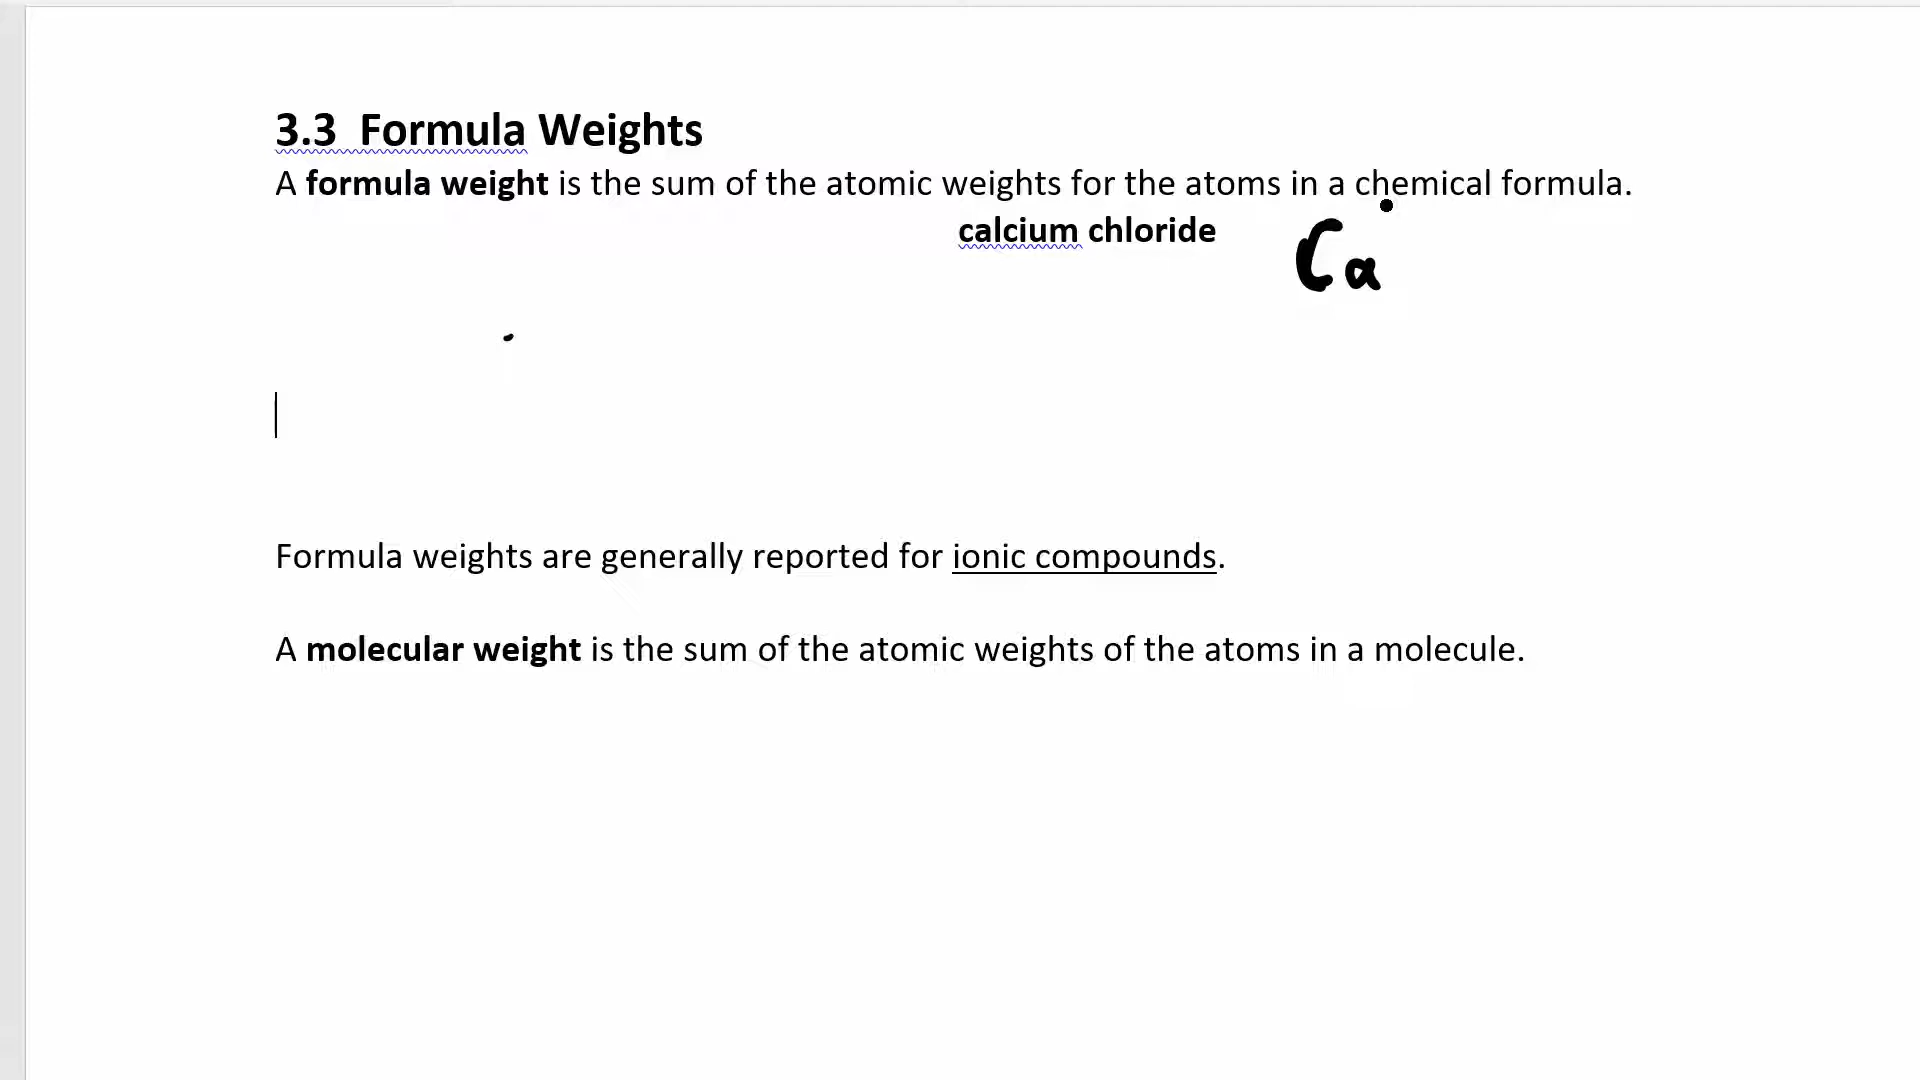 3.3 Formula Weights
A formula weight is the sum of the atomic weights for the atoms in a chemical formula.
calcium chloride Ca
Formula weights are generally reported for ionic compounds.
A molecular weight is the sum of the atomic weights of the atoms in a molecule.